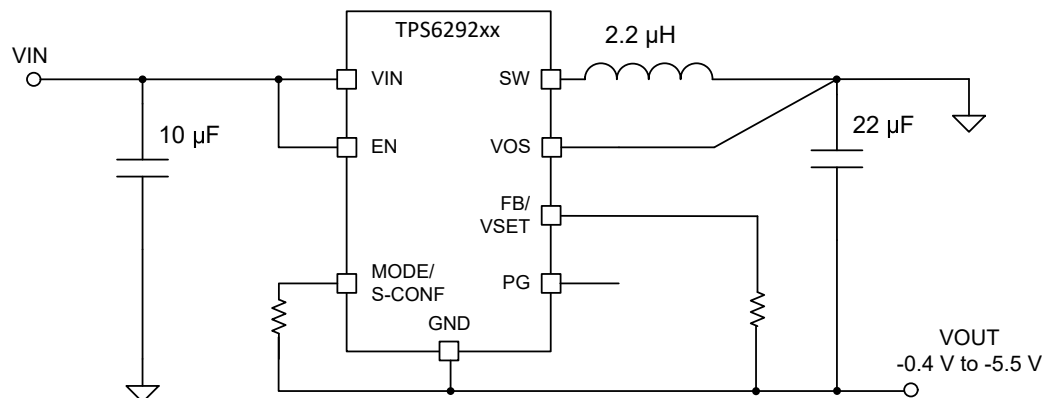 TPS6292xx
VIN
2.2 µH
VIN
SW
10 µF
EN
VOS
22 µF
FB/
VSET
MODE/
S-CONF
PG
GND
VOUT
-0.4 V to -5.5 V